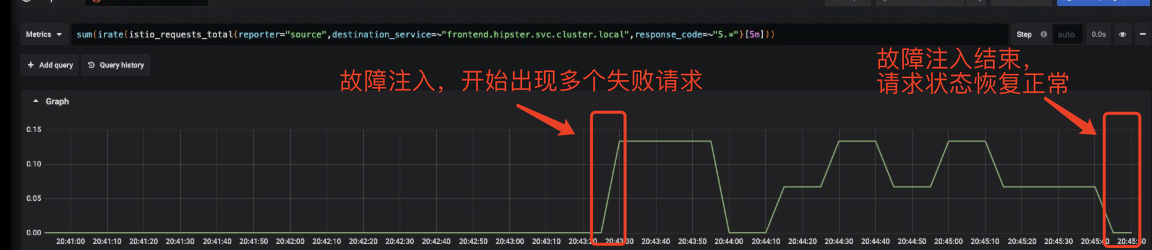 Metrics
sum(irate(istio_requests_total{reporter="source",destination_service=~"frontend.hipster.svc.cluster.local",response_code=~"5.*"}[5m]))
Step
auto
0.0s
+ Add query
Query history
故障注入，开始出现多个失败请求
故障注入结束，
请求状态恢复正常
Graph
0.15
0.10
0.05
0.00
20:41:00 20:41:10 20:41:20 20:41:30 20:41:40 20:41:50 20:42:00 20:42:10 20:42:20 20:42:30 20:42:40 20:42:50 20:43:00 20:43:10 20:43:20 20:43:30 20:43:40 20:43:50 20:44:00 20:44:10 20:44:20 20:44:30 20:44:40 20:44:50 20:45:00 20:45:10 20:45:20 20:45:30